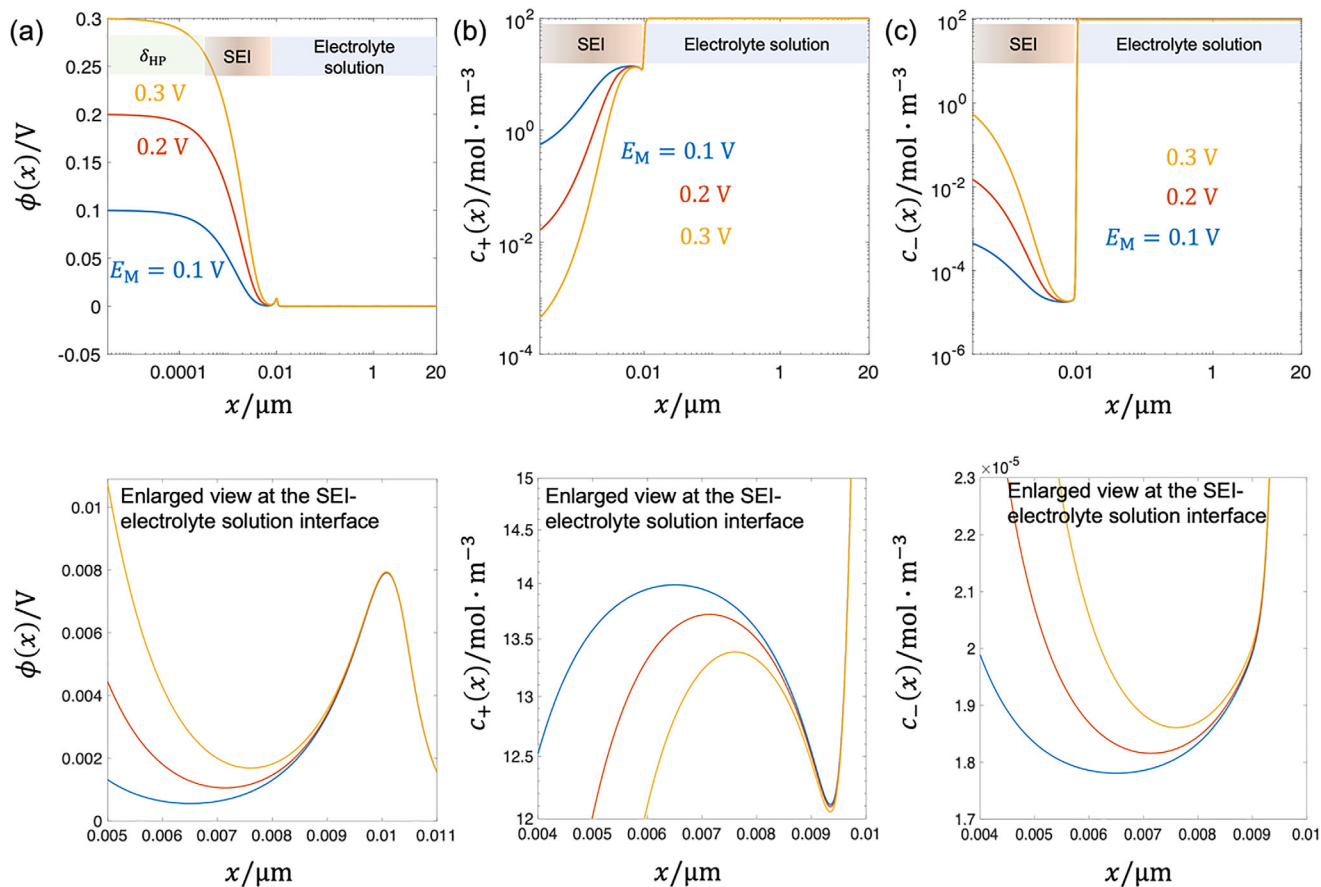 (a)
δHP
SEI
Electrolyte
solution
0.3 V
0.2 V
EM = 0.1 V
ϕ(x)/V
0.3
0.25
0.2
0.15
0.1
0.05
0
-0.05
0.0001
0.01
1
20
x/μm
(b)
SEI
Electrolyte solution
EM = 0.1 V
0.2 V
0.3 V
c+(x)/mol · m−3
10^2
10^0
10^-2
10^-4
0.01
1
20
x/μm
(c)
SEI
Electrolyte solution
0.3 V
0.2 V
EM = 0.1 V
c−(x)/mol · m−3
10^2
10^0
10^-2
10^-4
10^-6
0.01
1
20
x/μm
Enlarged view at the SEI-
electrolyte solution interface
ϕ(x)/V
0.01
0.008
0.006
0.004
0.002
0
0.005
0.006
0.007
0.008
0.009
0.01
0.011
x/μm
Enlarged view at the SEI-
electrolyte solution interface
c+(x)/mol · m−3
15
14.5
14
13.5
13
12.5
12
0.004
0.005
0.006
0.007
0.008
0.009
0.01
x/μm
×10^-5
Enlarged view at the SEI-
electrolyte solution interface
c−(x)/mol · m−3
2.3
2.2
2.1
2
1.9
1.8
1.7
0.004
0.005
0.006
0.007
0.008
0.009
0.01
x/μm